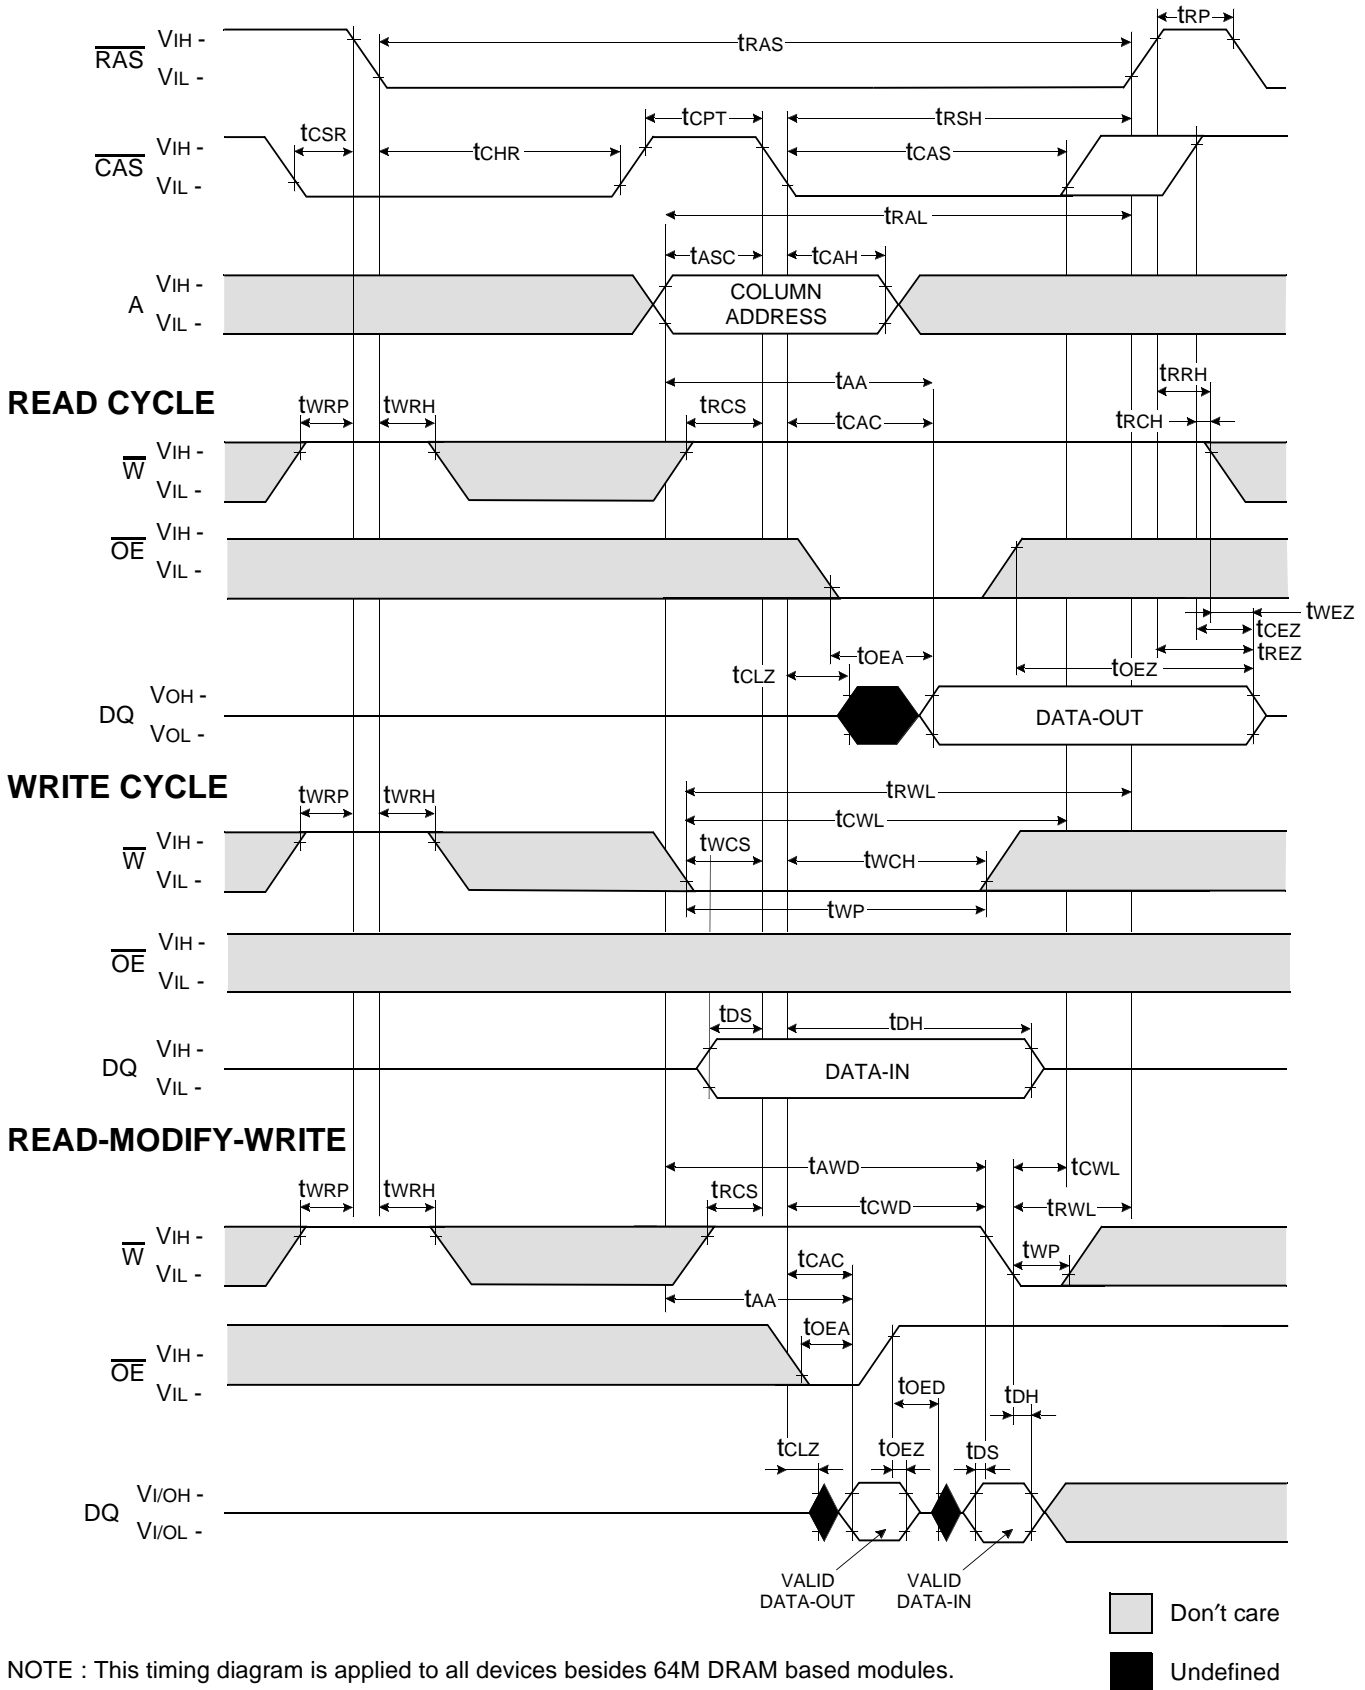 tRP
RAS VIH -
VIL -
tRAS
tCPT tRSH
tCSR
CAS VIH -
VIL -
tCHR tCAS
tRAL
tASC tCAH
A VIH -
VIL -
COLUMN
ADDRESS
READ CYCLE
tAA tRRH
tWRP tWRH tRCS tCAC tRCH
W VIH -
VIL -
OE VIH -
VIL -
tWEZ
tCEZ
tREZ
tOEA tOEZ
tCLZ
DQ VOH -
VOL -
DATA-OUT
WRITE CYCLE
tWRP tWRH tRWL
tCWL
W VIH -
VIL -
tWCS tWCH
tWP
OE VIH -
VIL -
tDS tDH
DQ VIH -
VIL -
DATA-IN
READ-MODIFY-WRITE
tAWD tCWL
tWRP tWRH tRCS tCWD tRWL
W VIH -
VIL -
tWP
tCAC
tAA
tOEA
OE VIH -
VIL -
tOED tDH
tCLZ tOEZ tDS
DQ VI/OH -
VI/OL -
VALID
DATA-OUT
VALID
DATA-IN
Don′t care
NOTE : This timing diagram is applied to all devices besides 64M DRAM based modules.
Undefined